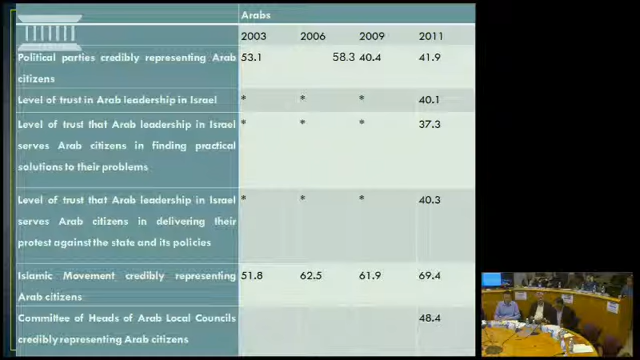 Arabs
2003 2006 2009 2011
Political parties credibly representing Arab citizens 53.1 58.3 40.4 41.9
Level of trust in Arab leadership in Israel * * * 40.1
Level of trust that Arab leadership in Israel serves Arab citizens in finding practical solutions to their problems * * * 37.3
Level of trust that Arab leadership in Israel serves Arab citizens in delivering their protest against the state and its policies * * * 40.3
Islamic Movement credibly representing Arab citizens 51.8 62.5 61.9 69.4
Committee of Heads of Arab Local Councils credibly representing Arab citizens 48.4